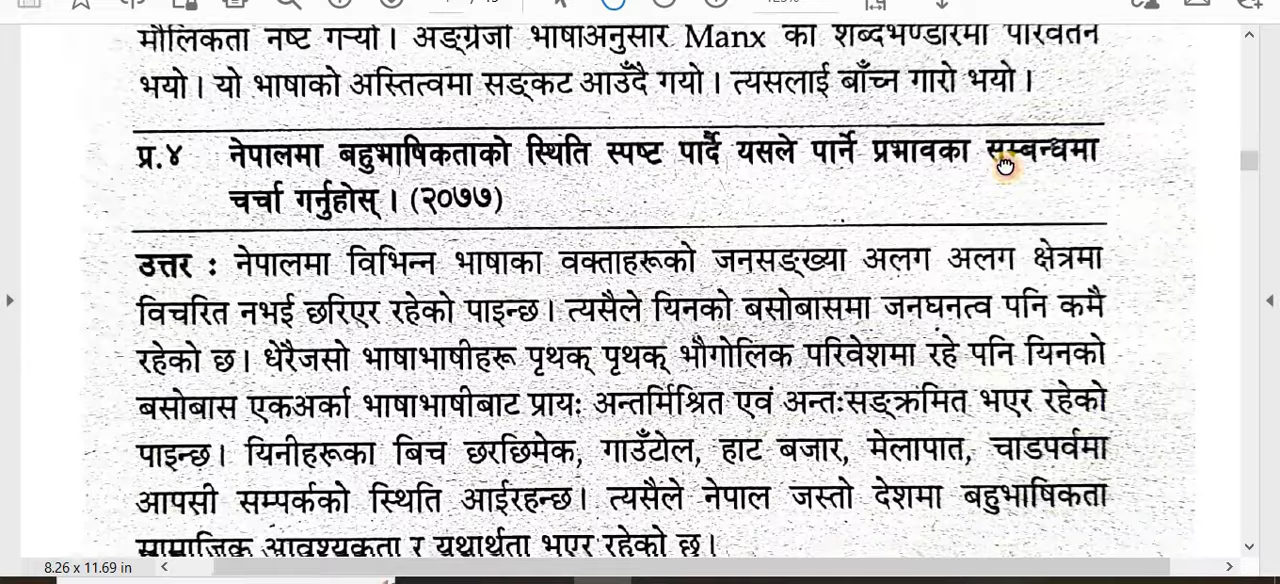 मौलिकता नष्ट गऱ्यो। अङ्ग्रेजी भाषाअनुसार Manx को शब्दभण्डारमा परिवर्तन
भयो। यो भाषाको अस्तित्वमा सङ्कट आउँदै गयो। त्यसलाई बाँच्न गारो भयो।
प्र.४ नेपालमा बहुभाषिकताको स्थिति स्पष्ट पार्दै यसले पार्ने प्रभावका सम्बन्धमा
चर्चा गर्नुहोस्। (२०७७)
उत्तर : नेपालमा विभिन्न भाषाका वक्ताहरूको जनसङ्ख्या अलग अलग क्षेत्रमा
विचरित नभई छरिएर रहेको पाइन्छ। त्यसैले यिनको बसोबासमा जनघनत्व पनि कमै
रहेको छ। धेरैजसो भाषाभाषीहरू पृथक् पृथक् भौगोलिक परिवेशमा रहे पनि यिनको
बसोबास एकअर्का भाषाभाषीबाट प्रायः अन्तर्मिश्रित एवं अन्तःसङ्क्रमित भएर रहेको
पाइन्छ। यिनीहरूका बिच छरछिमेक, गाउँटोल, हाट बजार, मेलापात, चाडपर्वमा
आपसी सम्पर्कको स्थिति आईरहन्छ। त्यसैले नेपाल जस्तो देशमा बहुभाषिकता
सामाजिक आवश्यकता र यथार्थता भएर रहेको छ।
8.26 x 11.69 in